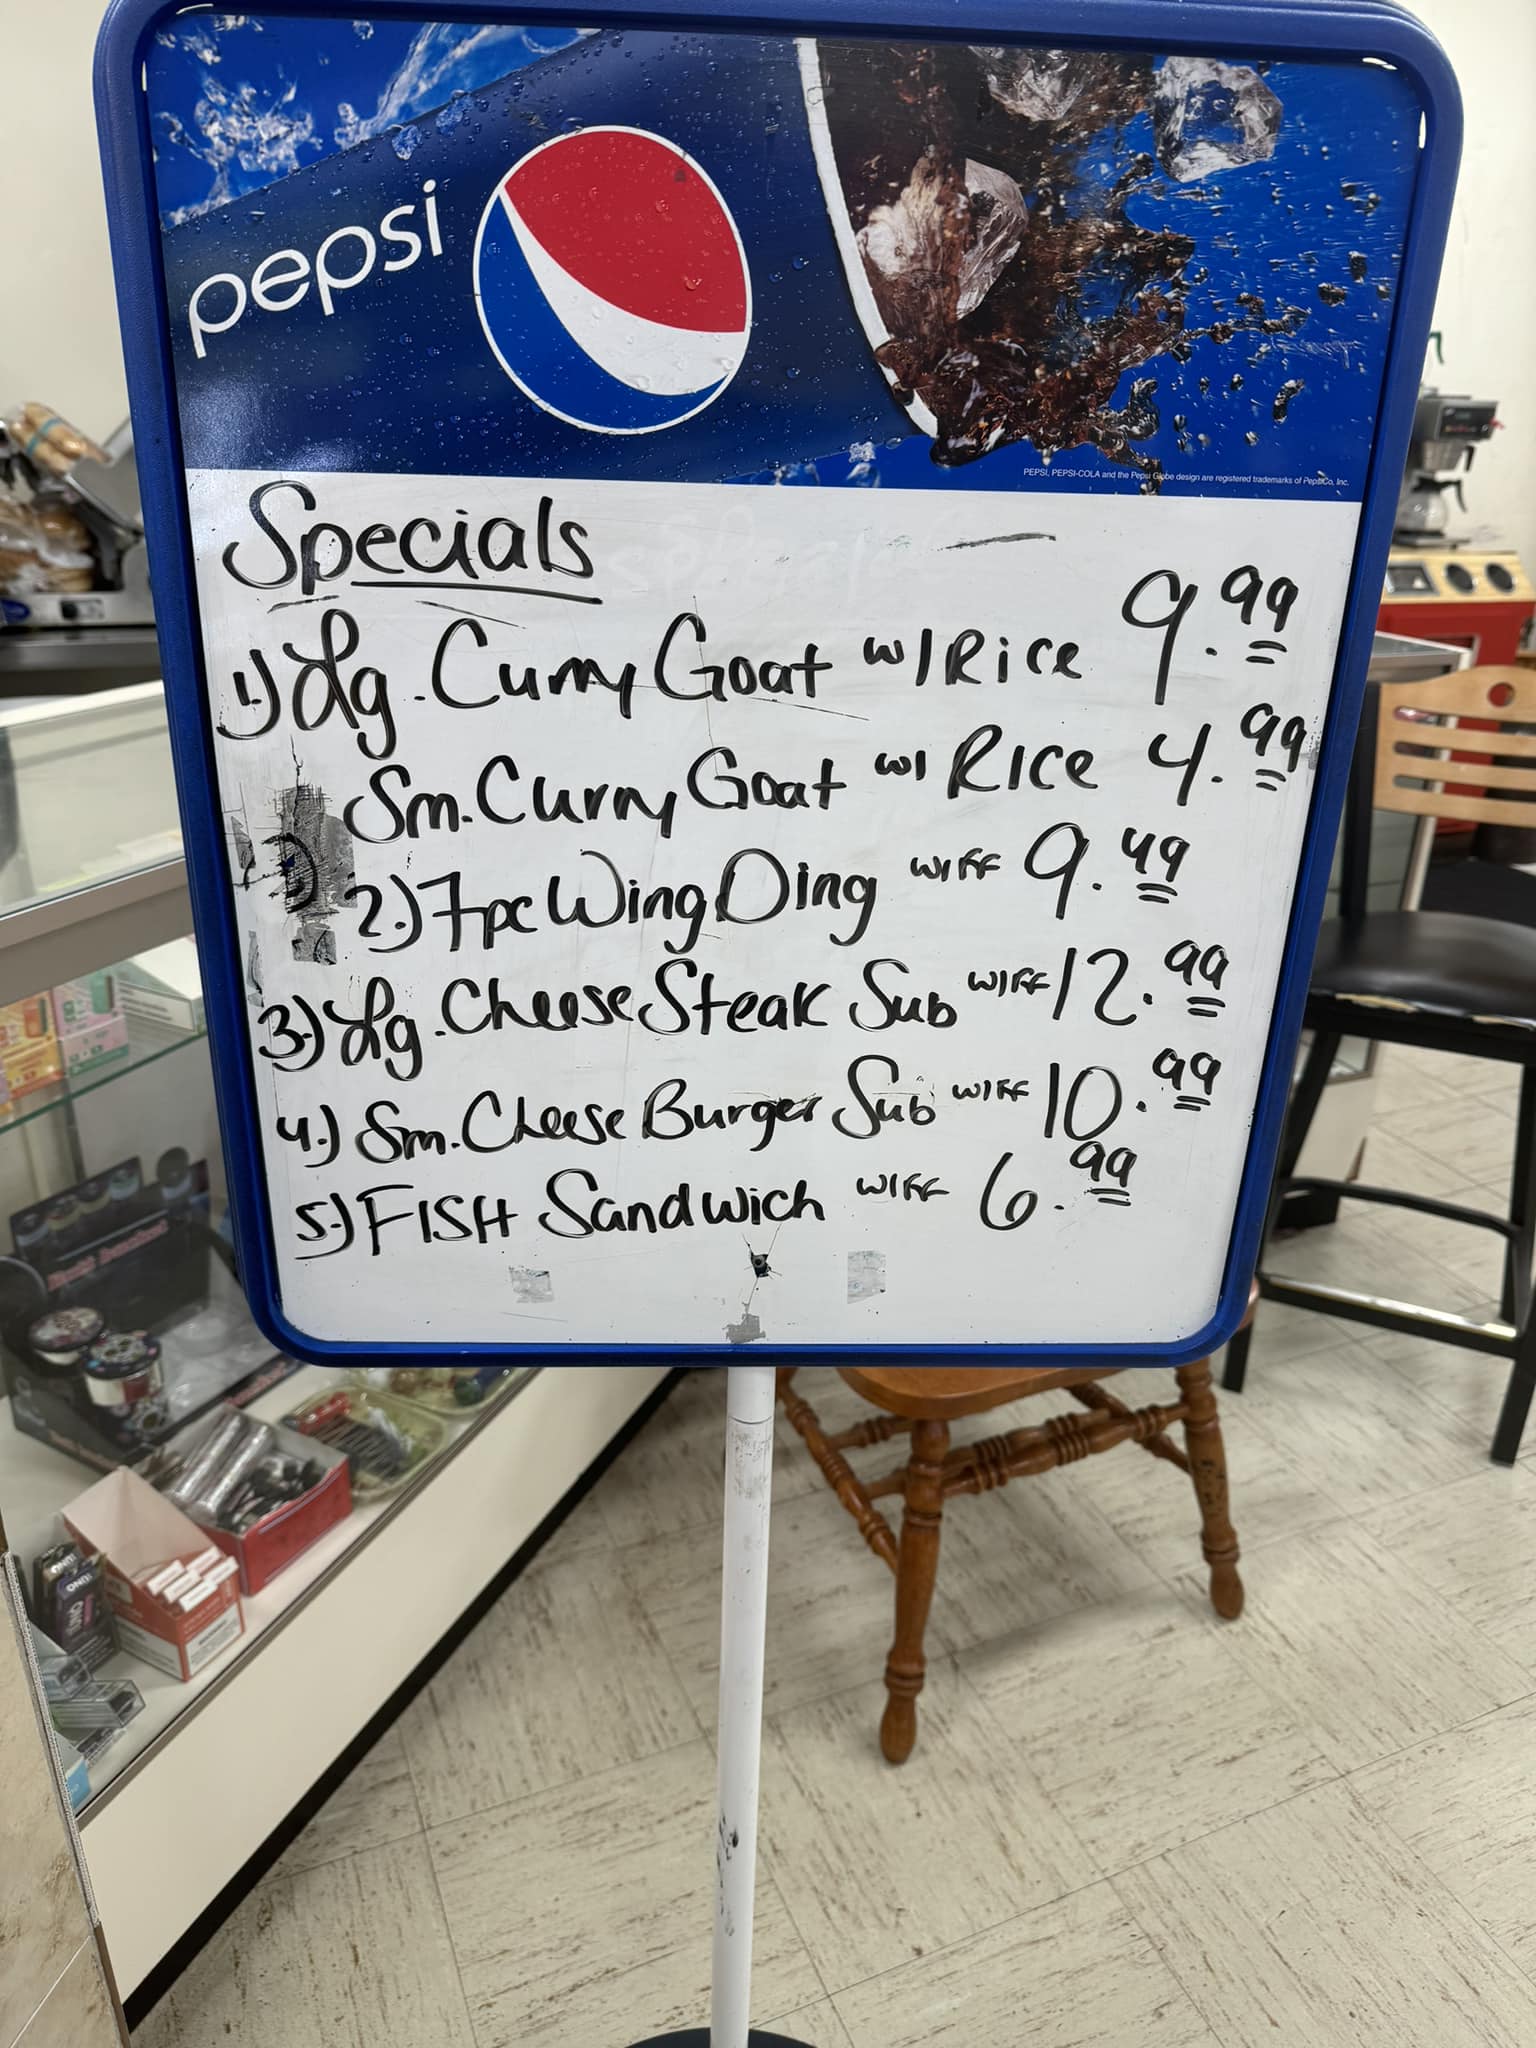 pepsi
PEPSI, PEPSI-COLA and the Pepsi Globe design are registered trademarks of PepsiCo, Inc.
Specials
1.) Lg. Curry Goat w/ Rice 9.99
Sm. Curry Goat w/ Rice 4.99
2.) 7pc Wing Ding w/FF 9.49
3.) Lg. Cheese Steak Sub w/FF 12.99
4.) Sm. Cheese Burger Sub w/FF 10.99
5.) FISH Sandwich w/FF 6.99